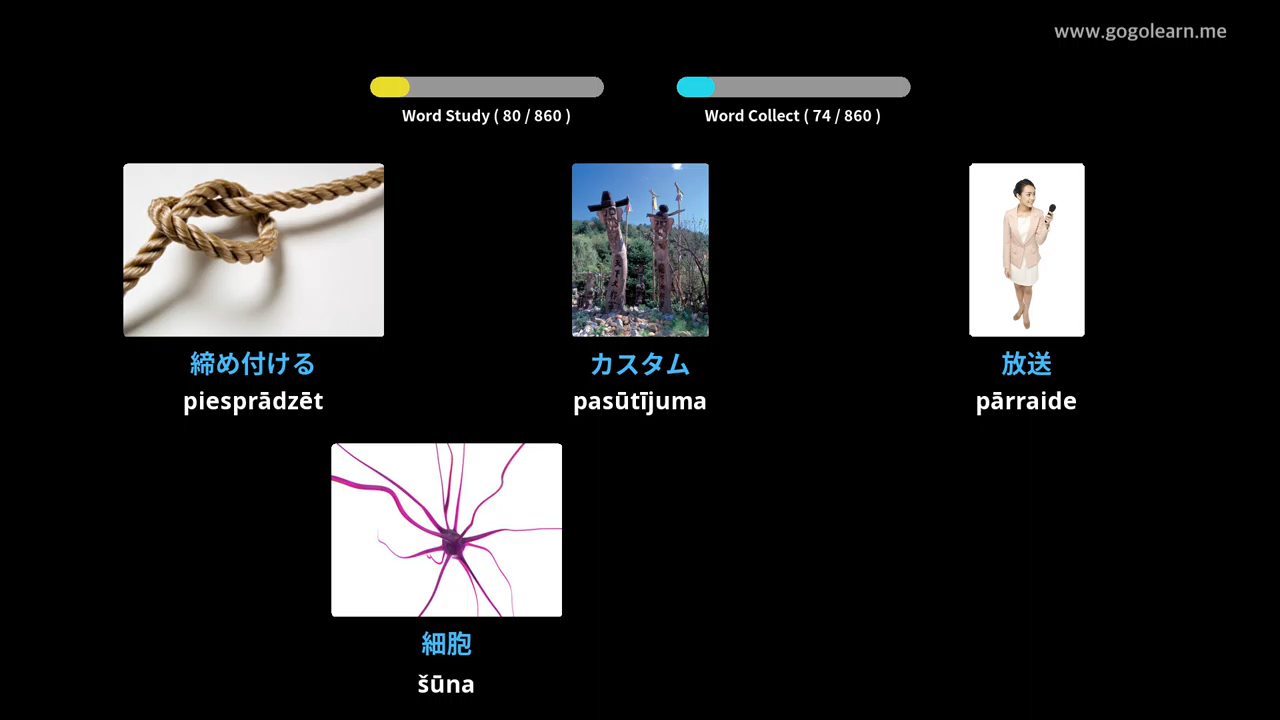 www.gogolearn.me
Word Study ( 80 / 860 )
Word Collect ( 74 / 860 )
締め付ける
piesprādzēt
カスタム
pasūtījuma
放送
pārraide
細胞
šūna